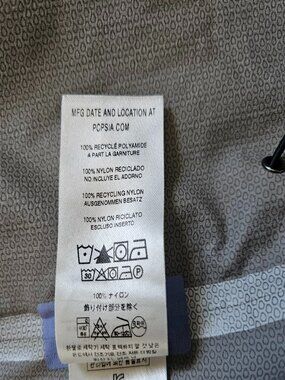 MFG DATE AND LOCATION AT
PCPSIA.COM
100% RECYCLÉ POLYAMIDE
A PART LA GARNITURE
100% NYLON RECICLADO
NO INCLUYE EL ADORNO
100% RECYCLING NYLON
AUSGENOMMEN BESATZ
100% NYLON RICICLATO
ESCLUSO INSERTO
30
P
100% ナイロン
飾り付け部分を除く